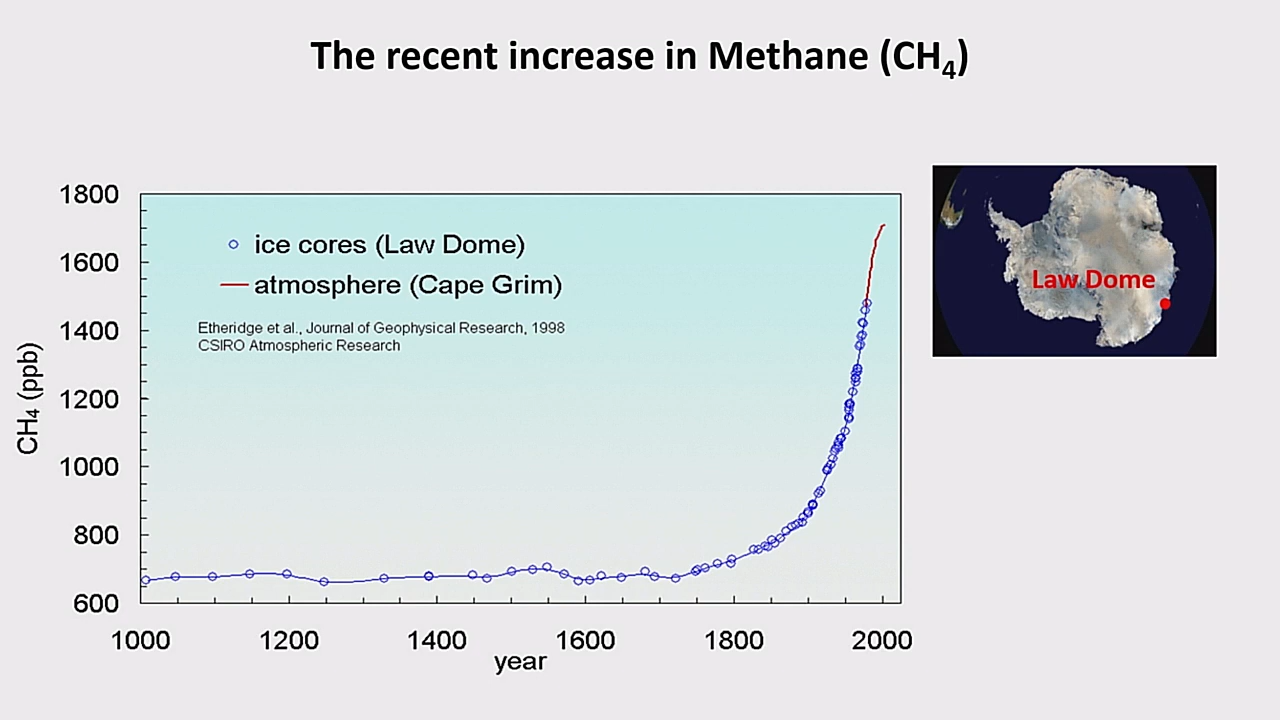 The recent increase in Methane (CH₄)
1800
1600
1400
1200
1000
800
600
CH₄ (ppb)
ice cores (Law Dome)
atmosphere (Cape Grim)
Etheridge et al., Journal of Geophysical Research, 1998
CSIRO Atmospheric Research
1000 1200 1400 1600 1800 2000
year
Law Dome